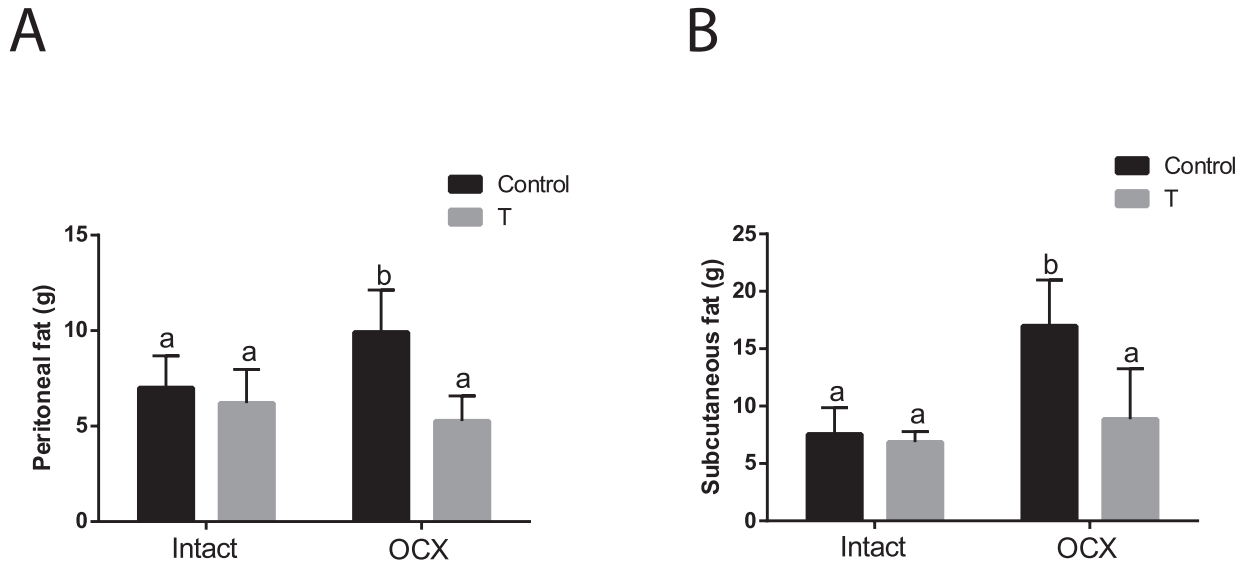 A
Control
T
15
10
5
0
Peritoneal fat (g)
a
a
b
a
Intact
OCX
B
Control
T
25
20
15
10
5
0
Subcutaneous fat (g)
a
a
b
a
Intact
OCX